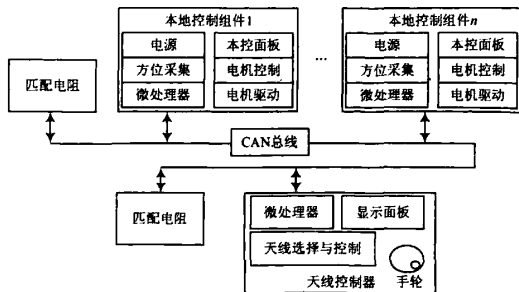 本地控制组件1
电源
本控面板
方位采集
电机控制
微处理器
电机驱动
...
本地控制组件n
电源
本控面板
方位采集
电机控制
微处理器
电机驱动
匹配电阻
CAN总线
匹配电阻
微处理器
显示面板
天线选择与控制
天线控制器
手轮